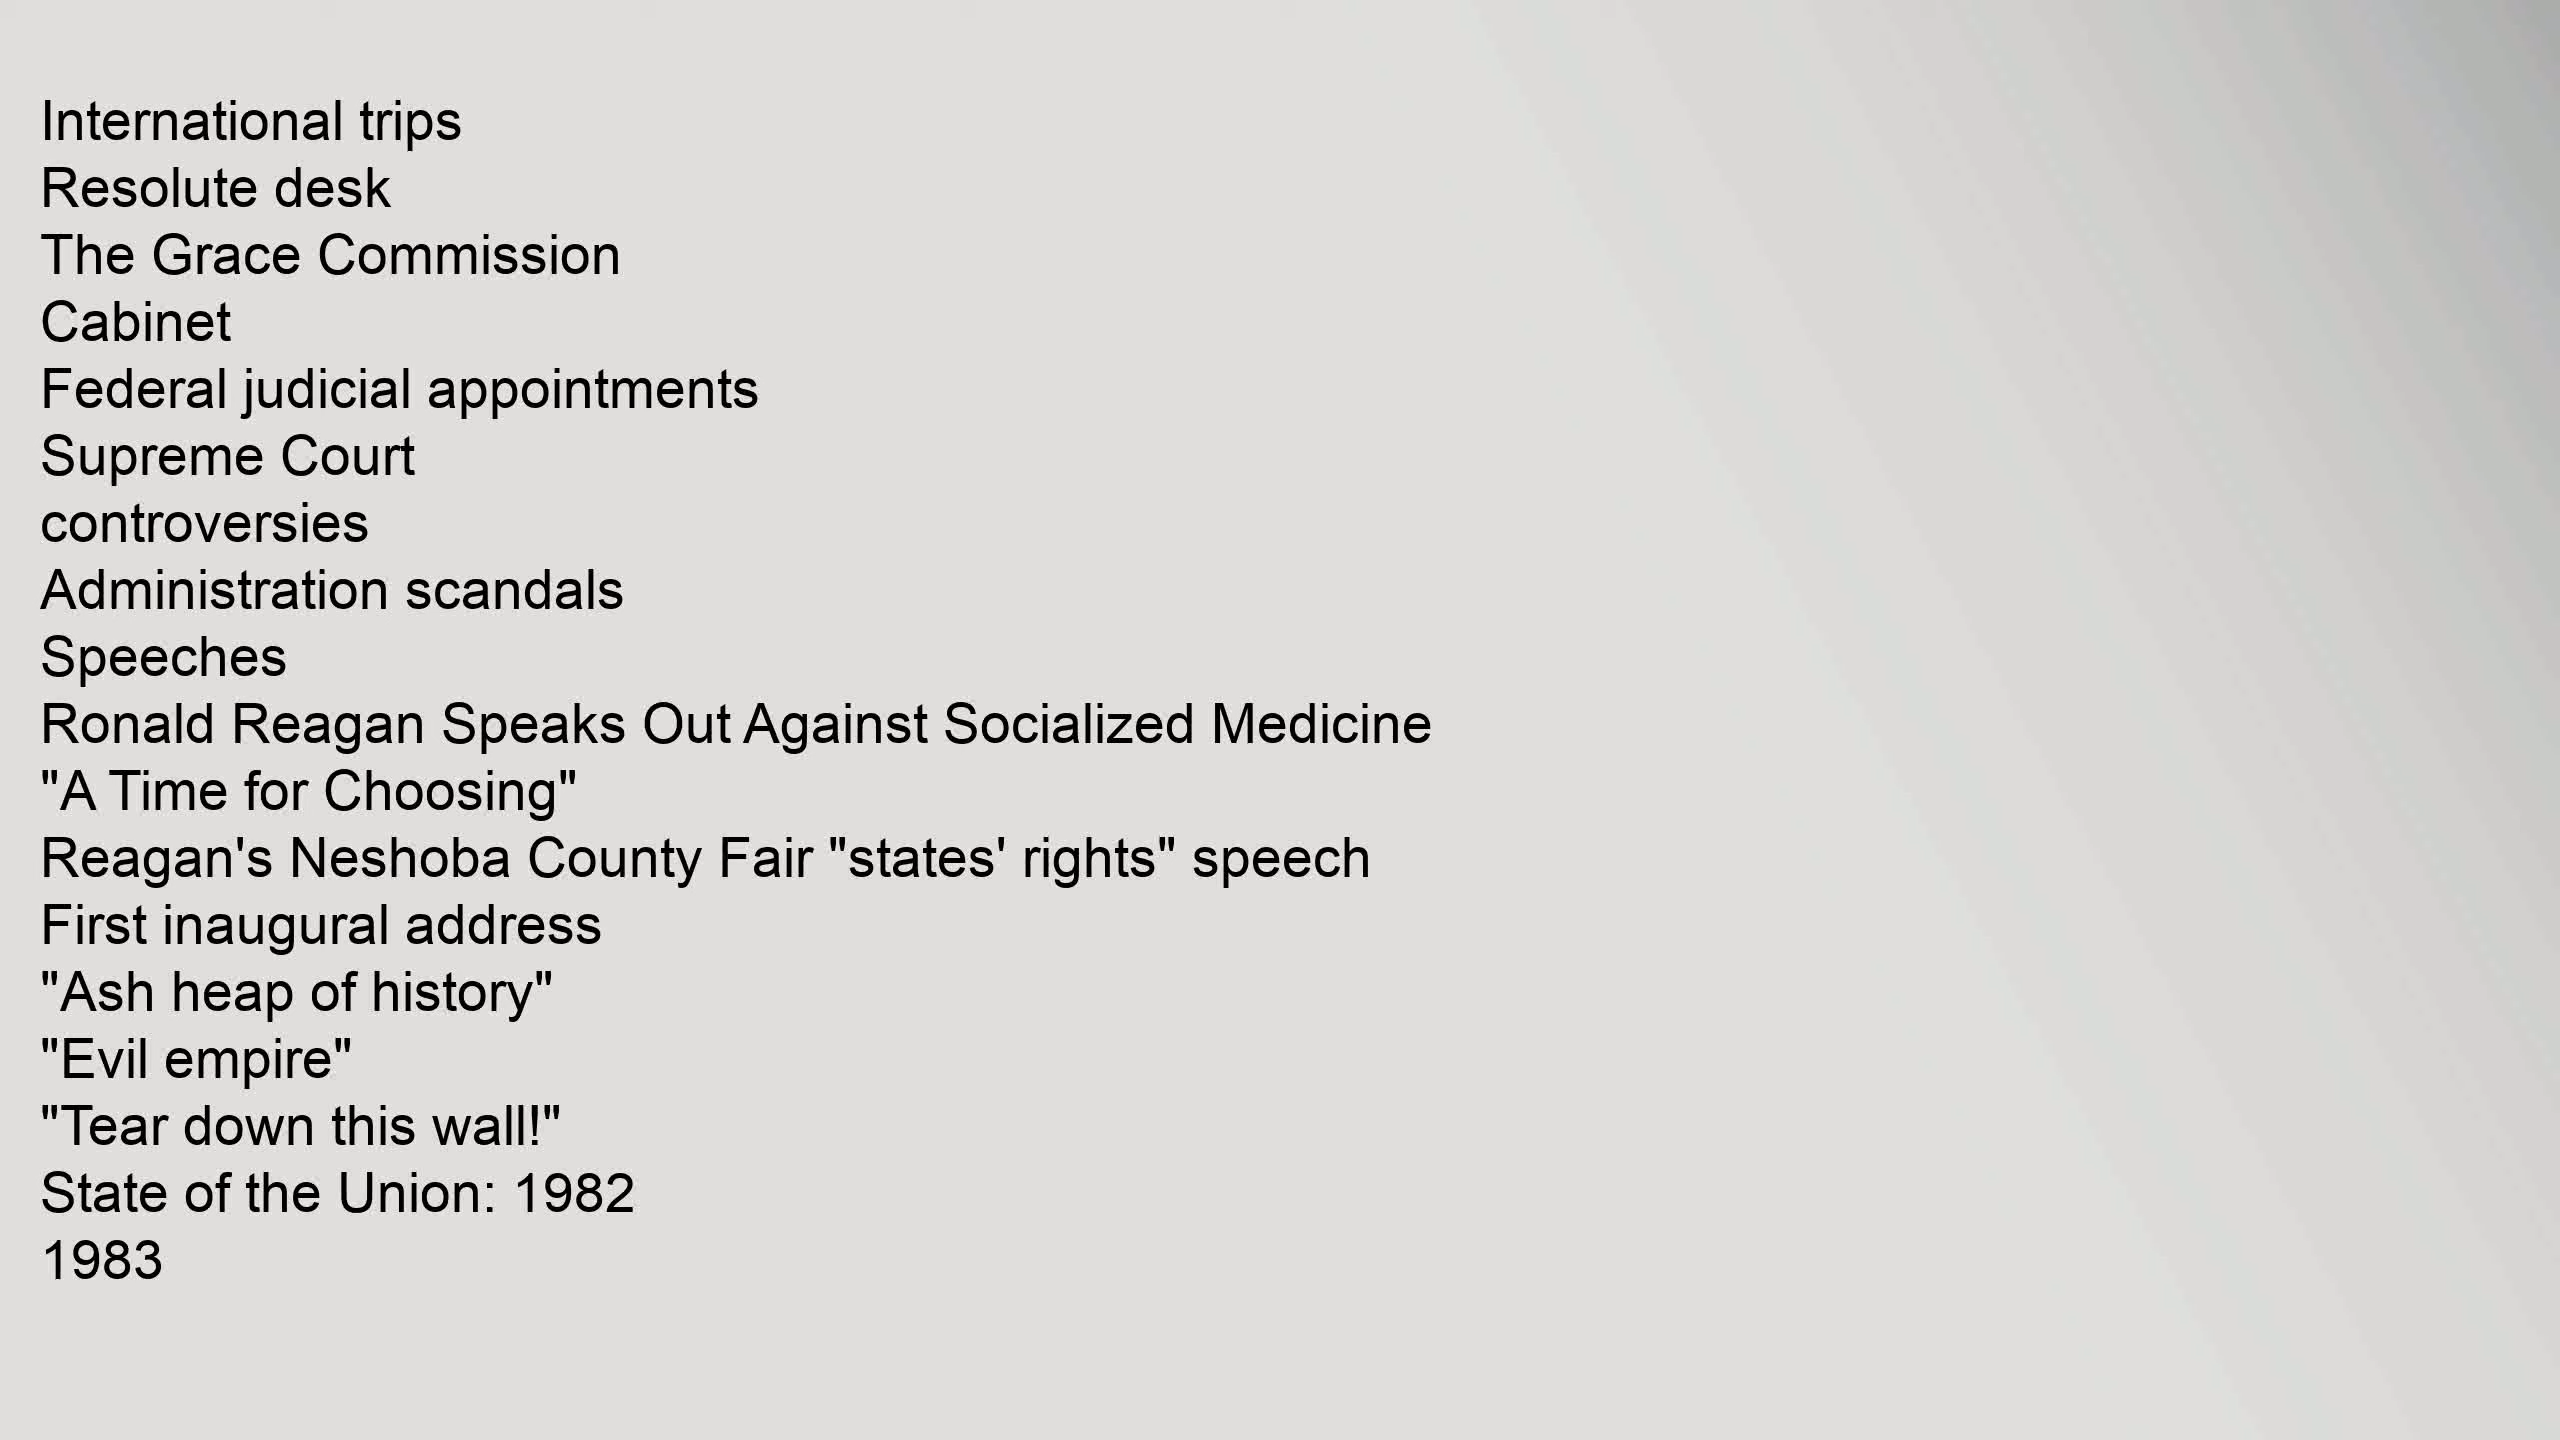 International trips
Resolute desk
The Grace Commission
Cabinet
Federal judicial appointments
Supreme Court
controversies
Administration scandals
Speeches
Ronald Reagan Speaks Out Against Socialized Medicine
"A Time for Choosing"
Reagan's Neshoba County Fair "states' rights" speech
First inaugural address
"Ash heap of history"
"Evil empire"
"Tear down this wall!"
State of the Union: 1982
1983